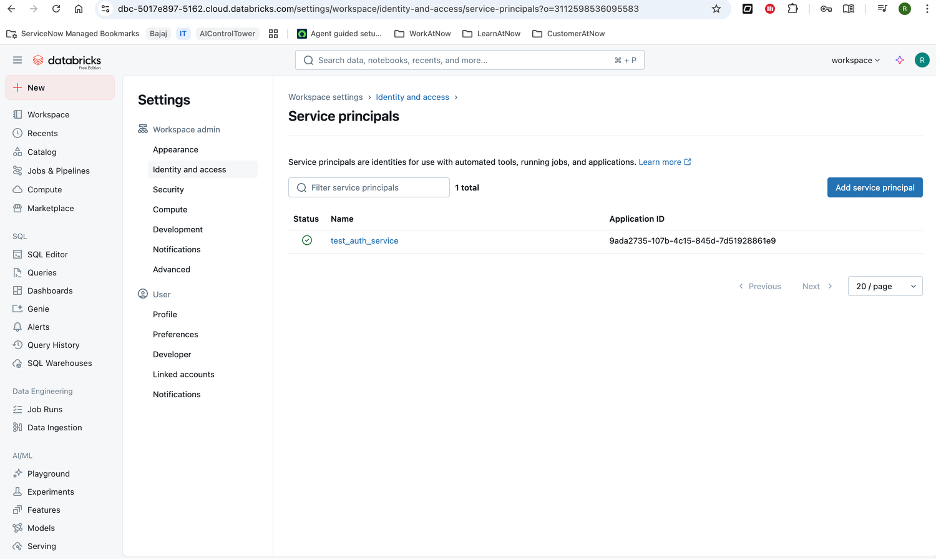 dbc-5017e897-5162.cloud.databricks.com/settings/workspace/identity-and-access/service-principals?o=3112598536095583
R
ServiceNow Managed Bookmarks
Bajaj
IT
AIControlTower
Agent guided setu...
WorkAtNow
LearnAtNow
CustomerAtNow
databricks
Free Edition
Search data, notebooks, recents, and more...
⌘ + P
workspace
R
New
Workspace
Recents
Catalog
Jobs & Pipelines
Compute
Marketplace
SQL
SQL Editor
Queries
Dashboards
Genie
Alerts
Query History
SQL Warehouses
Data Engineering
Job Runs
Data Ingestion
AI/ML
Playground
Experiments
Features
Models
Serving
Settings
Workspace admin
Appearance
Identity and access
Security
Compute
Development
Notifications
Advanced
User
Profile
Preferences
Developer
Linked accounts
Notifications
Workspace settings › Identity and access ›
Service principals
Service principals are identities for use with automated tools, running jobs, and applications. Learn more
Filter service principals
1 total
Add service principal
Status Name Application ID
test_auth_service 9ada2735-107b-4c15-845d-7d51928861e9
Previous
Next
20 / page